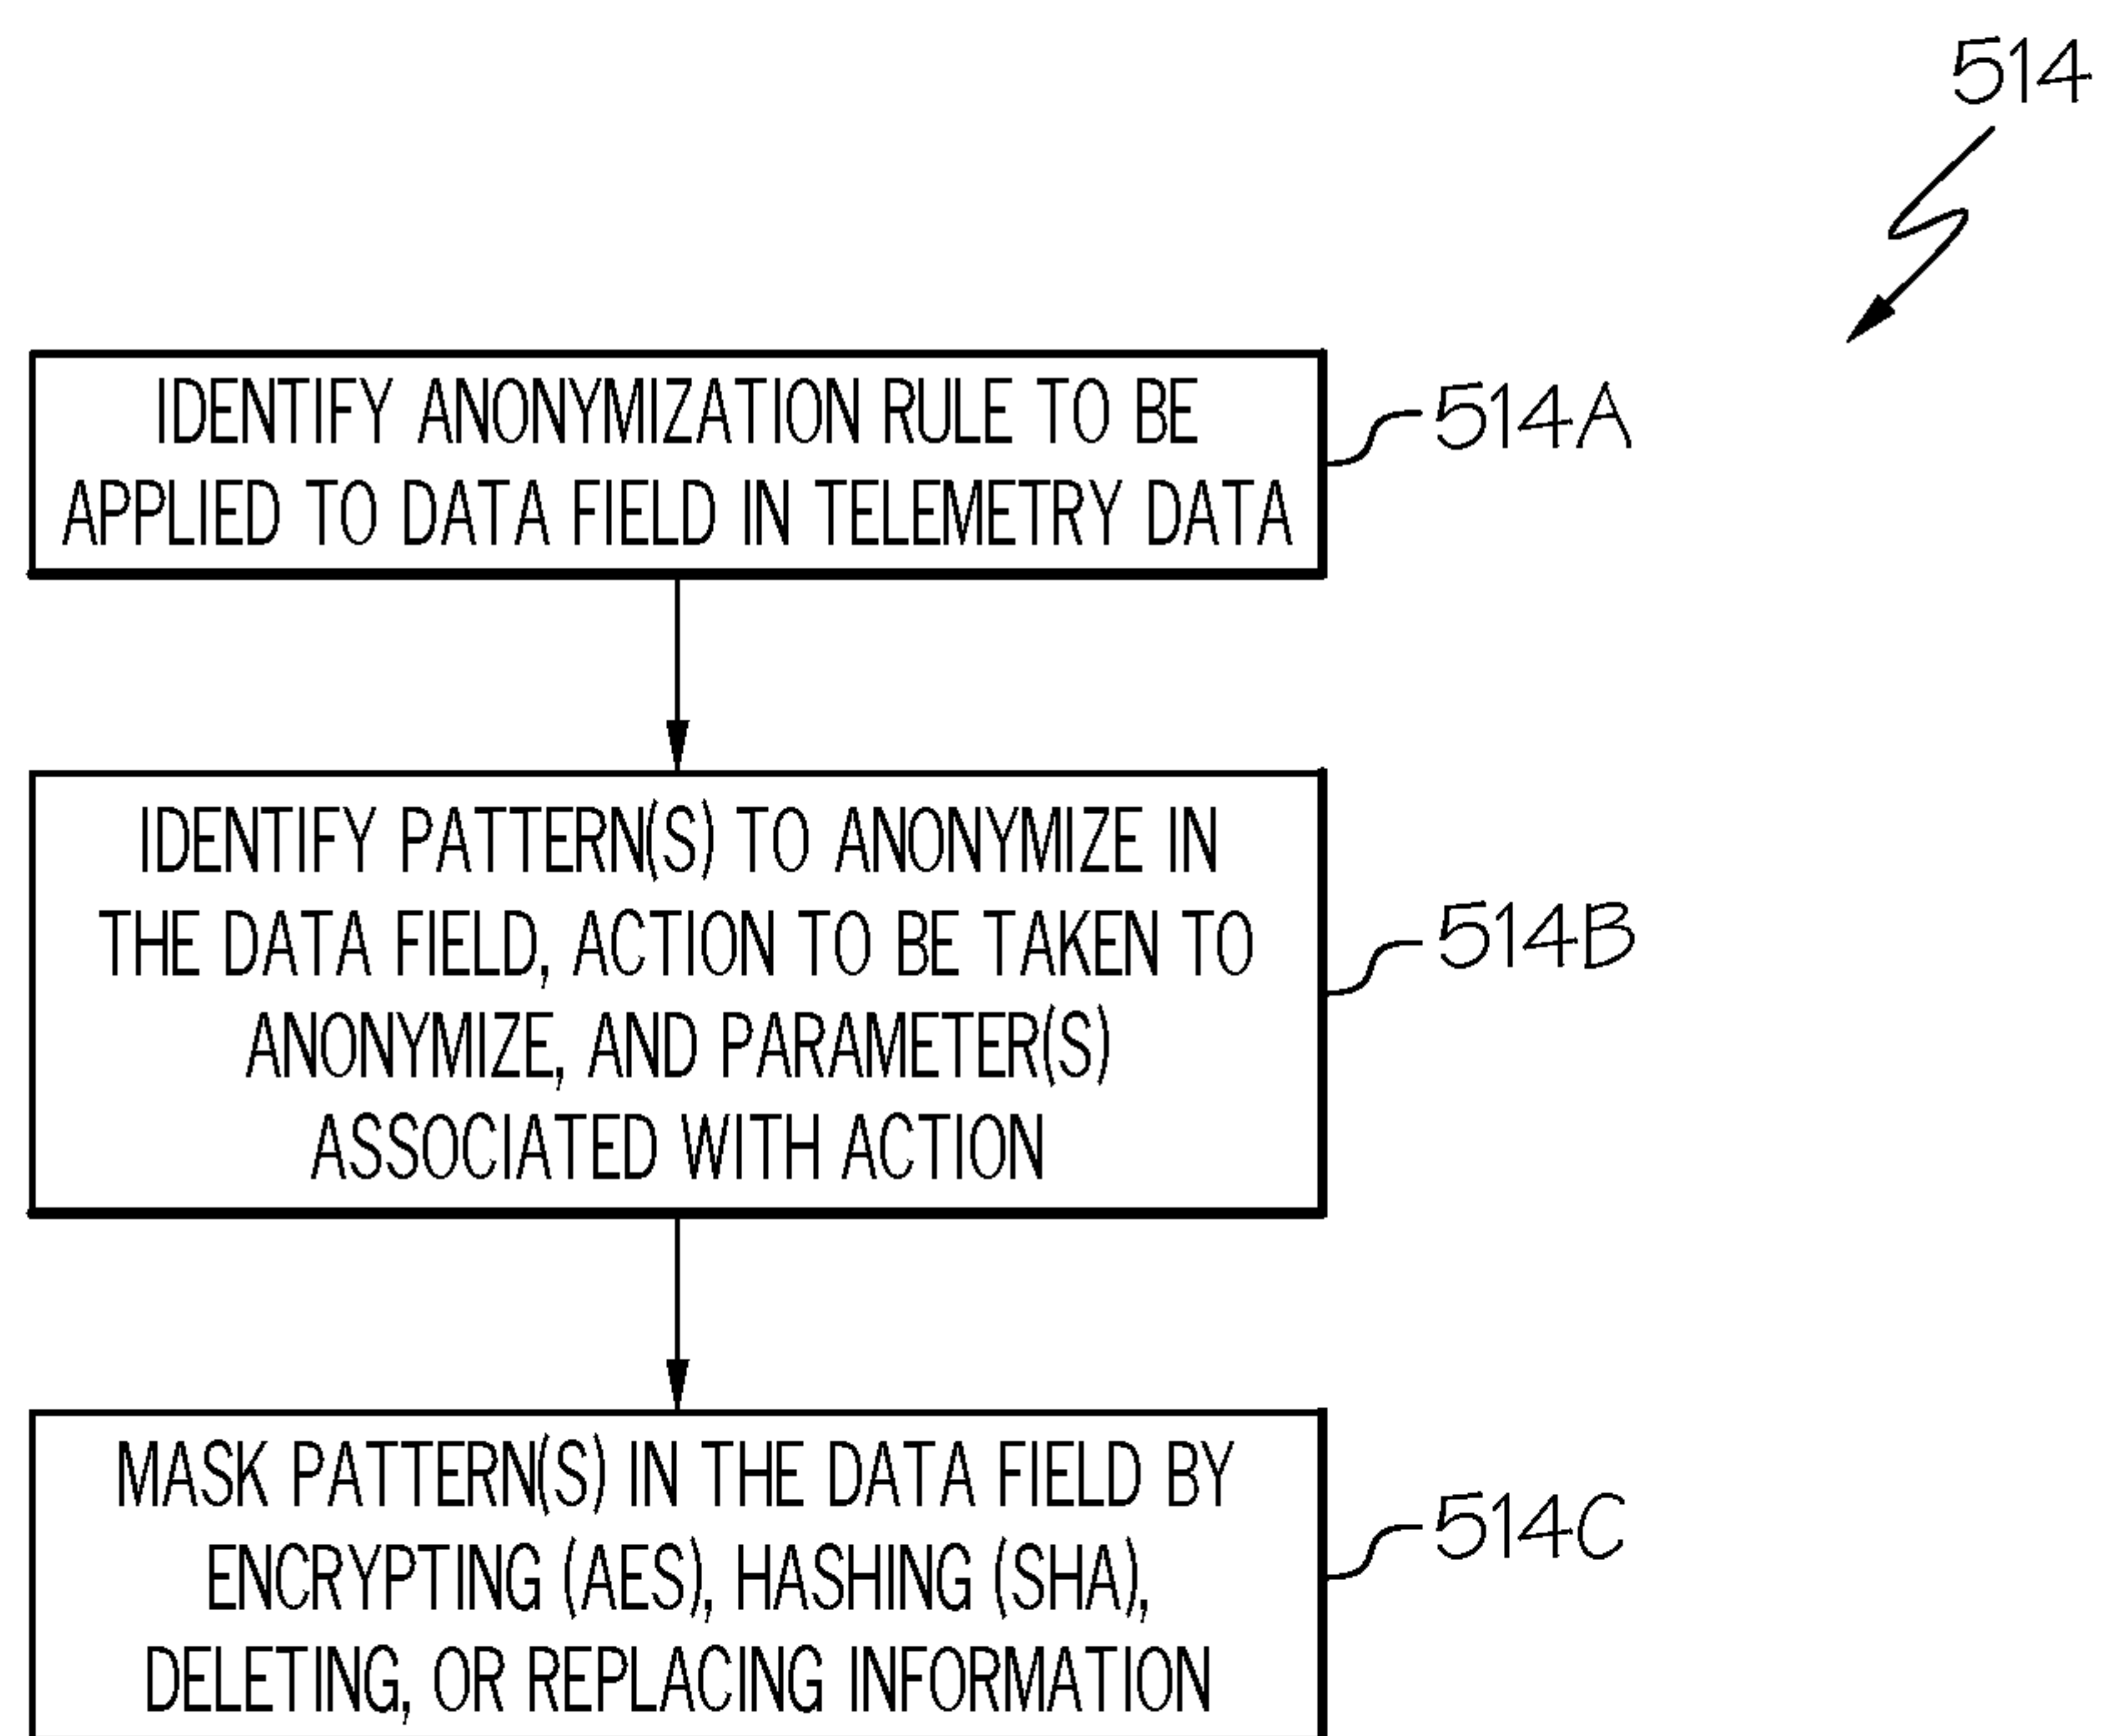 514
IDENTIFY ANONYMIZATION RULE TO BE
APPLIED TO DATA FIELD IN TELEMETRY DATA
514A
IDENTIFY PATTERN(S) TO ANONYMIZE IN
THE DATA FIELD, ACTION TO BE TAKEN TO
ANONYMIZE, AND PARAMETER(S)
ASSOCIATED WITH ACTION
514B
MASK PATTERN(S) IN THE DATA FIELD BY
ENCRYPTING (AES), HASHING (SHA),
DELETING, OR REPLACING INFORMATION
514C